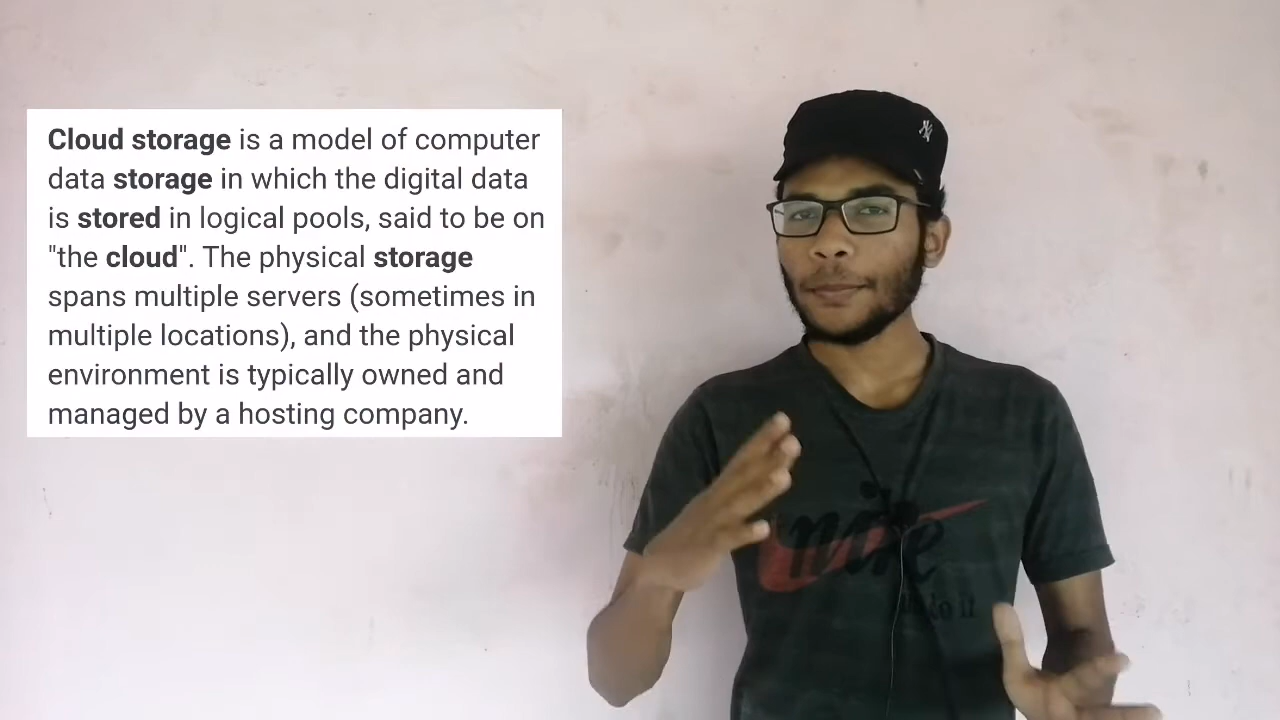 Cloud storage is a model of computer
data storage in which the digital data
is stored in logical pools, said to be on
"the cloud". The physical storage
spans multiple servers (sometimes in
multiple locations), and the physical
environment is typically owned and
managed by a hosting company.
NY
nike
do it